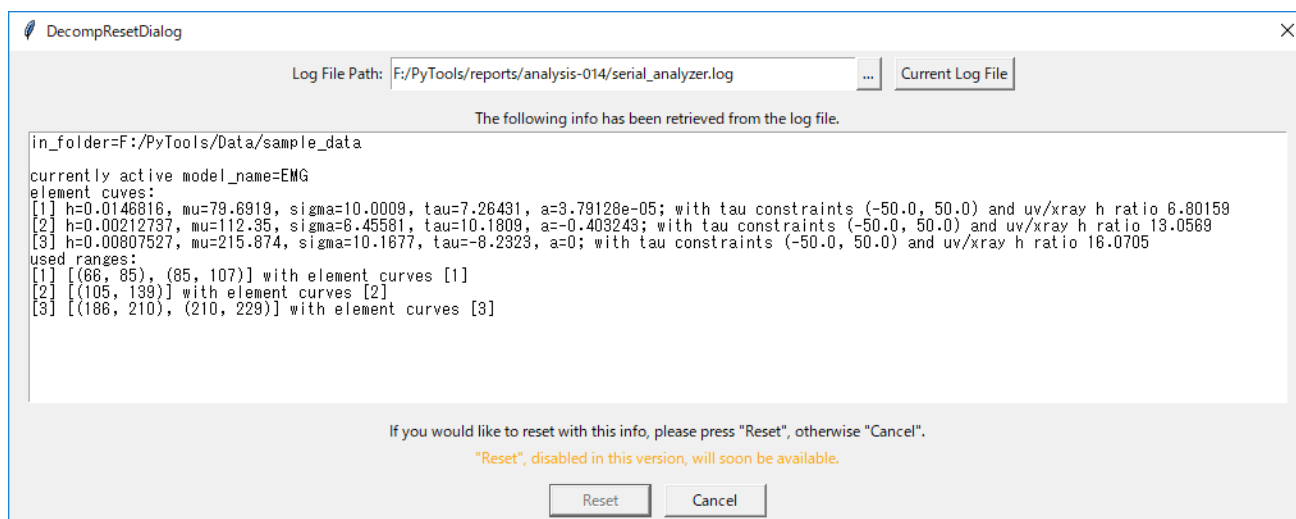 DecompResetDialog
Log File Path: F:/PyTools/reports/analysis-014/serial_analyzer.log ... Current Log File
The following info has been retrieved from the log file.
in_folder=F:/PyTools/Data/sample_data
currently active model_name=EMG
element cuves:
[1] h=0.0146816, mu=79.6919, sigma=10.0009, tau=7.26431, a=3.79128e-05; with tau constraints (-50.0, 50.0) and uv/xray h ratio 6.80159
[2] h=0.00212737, mu=112.35, sigma=6.45581, tau=10.1809, a=-0.403243; with tau constraints (-50.0, 50.0) and uv/xray h ratio 13.0569
[3] h=0.00807527, mu=215.874, sigma=10.1677, tau=-8.2323, a=0; with tau constraints (-50.0, 50.0) and uv/xray h ratio 16.0705
used ranges:
[1] [(66, 85), (85, 107)] with element curves [1]
[2] [(105, 139)] with element curves [2]
[3] [(186, 210), (210, 229)] with element curves [3]
If you would like to reset with this info, please press "Reset", otherwise "Cancel".
"Reset", disabled in this version, will soon be available.
Reset Cancel